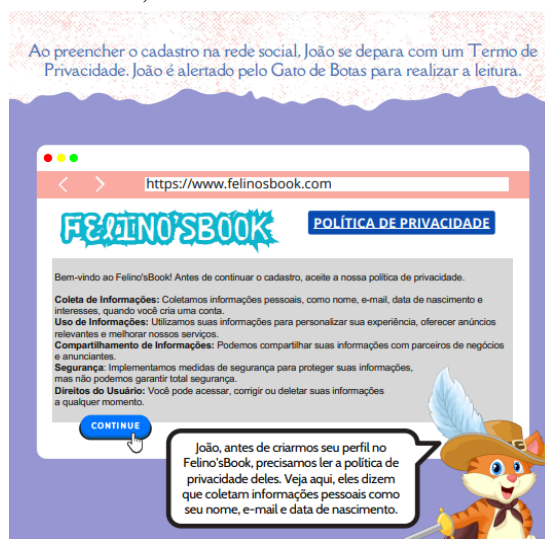 Ao preencher o cadastro na rede social, João se depara com um Termo de
Privacidade. João é alertado pelo Gato de Botas para realizar a leitura.
https://www.felinosbook.com
FELINO'SBOOK
POLÍTICA DE PRIVACIDADE
Bem-vindo ao Felino'sBook! Antes de continuar o cadastro, aceite a nossa política de privacidade.
Coleta de Informações: Coletamos informações pessoais, como nome, e-mail, data de nascimento e
interesses, quando você cria uma conta.
Uso de Informações: Utilizamos suas informações para personalizar sua experiência, oferecer anúncios
relevantes e melhorar nossos serviços.
Compartilhamento de Informações: Podemos compartilhar suas informações com parceiros de negócios
e anunciantes.
Segurança: Implementamos medidas de segurança para proteger suas informações,
mas não podemos garantir total segurança.
Direitos do Usuário: Você pode acessar, corrigir ou deletar suas informações
a qualquer momento.
CONTINUE
João, antes de criarmos seu perfil no
Felino'sBook, precisamos ler a política de
privacidade deles. Veja aqui, eles dizem
que coletam informações pessoais como
seu nome, e-mail e data de nascimento.